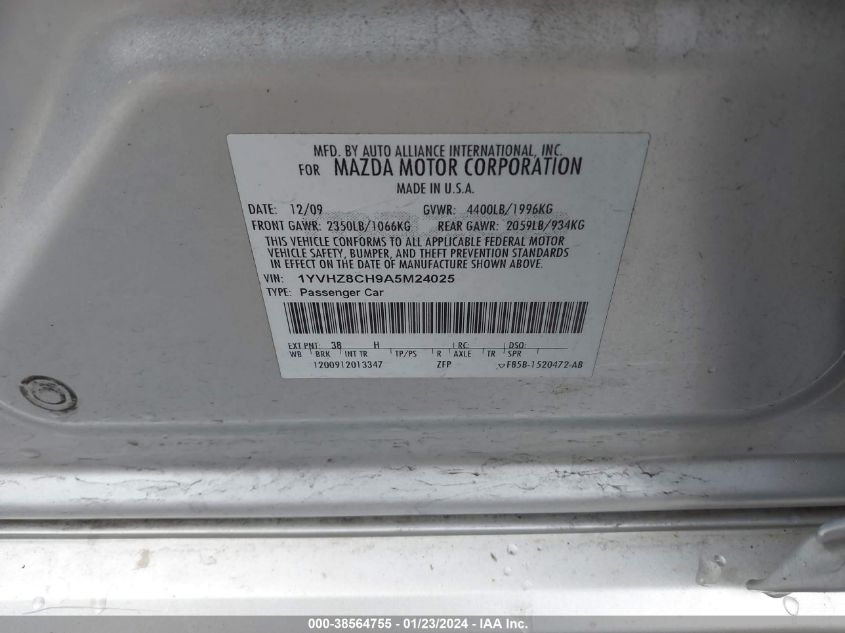 MFD. BY AUTO ALLIANCE INTERNATIONAL, INC.
FOR MAZDA MOTOR CORPORATION
MADE IN U.S.A.
DATE: 12/09 GVWR: 4400LB/1996KG
FRONT GAWR: 2350LB/1066KG REAR GAWR: 2059LB/934KG
THIS VEHICLE CONFORMS TO ALL APPLICABLE FEDERAL MOTOR
VEHICLE SAFETY, BUMPER, AND THEFT PREVENTION STANDARDS
IN EFFECT ON THE DATE OF MANUFACTURE SHOWN ABOVE.
VIN: 1YVHZ8CH9A5M24025
TYPE: Passenger Car
EXT PNT: 38 H RC: DSO:
WB BRK INT TR TP/PS R AXLE TR SPR
1200912013347 ZFP F85B-1520472-AB
000-38564755 - 01/23/2024 - IAA Inc.